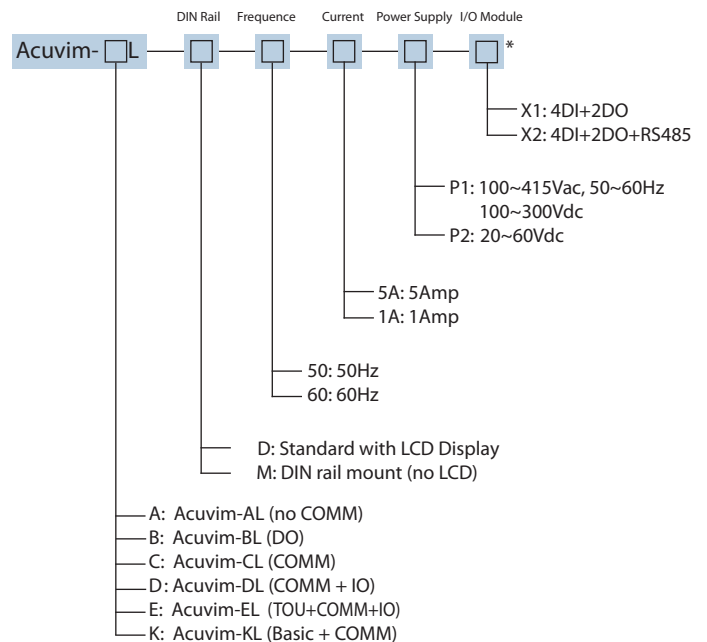 DIN Rail Frequence Current Power Supply I/O Module
Acuvim- L *
X1: 4DI+2DO
X2: 4DI+2DO+RS485
P1: 100~415Vac, 50~60Hz
100~300Vdc
P2: 20~60Vdc
5A: 5Amp
1A: 1Amp
50: 50Hz
60: 60Hz
D: Standard with LCD Display
M: DIN rail mount (no LCD)
A: Acuvim-AL (no COMM)
B: Acuvim-BL (DO)
C: Acuvim-CL (COMM)
D: Acuvim-DL (COMM + IO)
E: Acuvim-EL (TOU+COMM+IO)
K: Acuvim-KL (Basic + COMM)